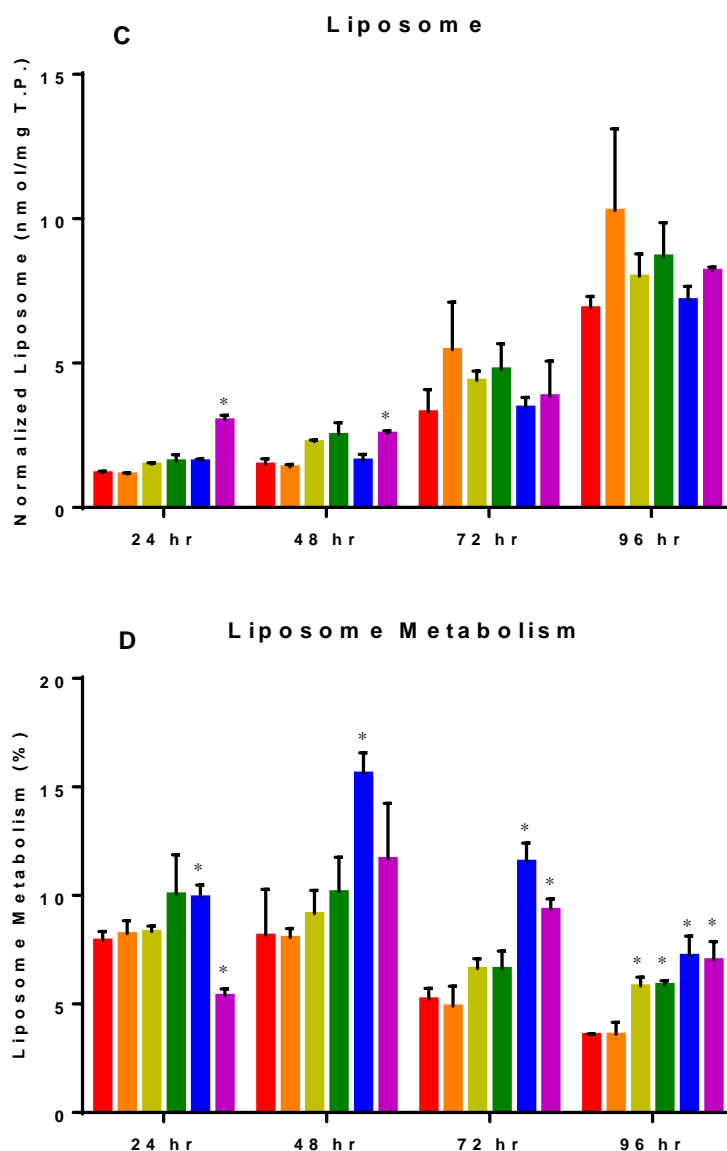 C
Liposome
Normalized Liposome (nmol/mg T.P.)
15
10
5
0
*
*
24 hr 48 hr 72 hr 96 hr
D
Liposome Metabolism
Liposome Metabolism (%)
20
15
10
5
0
*
*
*
*
*
* * * *
24 hr 48 hr 72 hr 96 hr